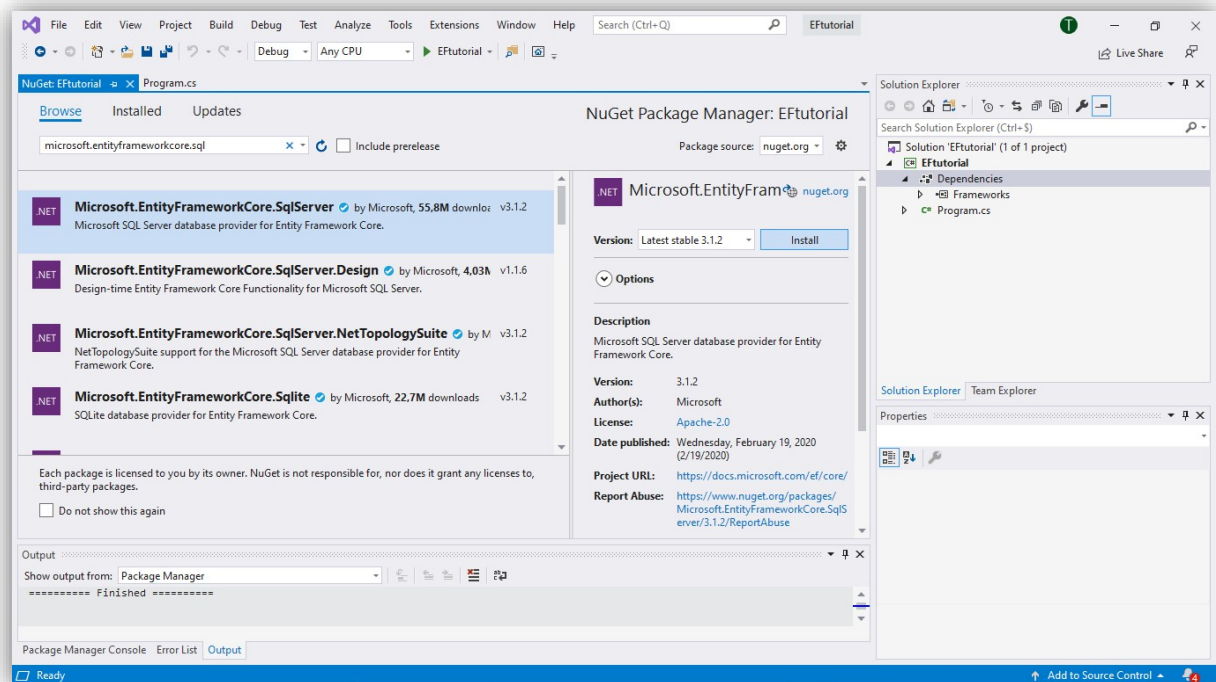 File Edit View Project Build Debug Test Analyze Tools Extensions Window Help Search (Ctrl+Q) EFtutorial T
Debug Any CPU EFtutorial Live Share
NuGet: EFtutorial Program.cs
Browse Installed Updates
NuGet Package Manager: EFtutorial
microsoft.entityframeworkcore.sql Include prerelease
Package source: nuget.org
.NET Microsoft.EntityFrameworkCore.SqlServer by Microsoft, 55,8M downloa v3.1.2
Microsoft SQL Server database provider for Entity Framework Core.
.NET Microsoft.EntityFrameworkCore.SqlServer.Design by Microsoft, 4,03M v1.1.6
Design-time Entity Framework Core Functionality for Microsoft SQL Server.
.NET Microsoft.EntityFrameworkCore.SqlServer.NetTopologySuite by M v3.1.2
NetTopologySuite support for the Microsoft SQL Server database provider for Entity
Framework Core.
.NET Microsoft.EntityFrameworkCore.Sqlite by Microsoft, 22,7M downloads v3.1.2
SQLite database provider for Entity Framework Core.
Each package is licensed to you by its owner. NuGet is not responsible for, nor does it grant any licenses to,
third-party packages.
Do not show this again
.NET Microsoft.EntityFram nuget.org
Version: Latest stable 3.1.2 Install
Options
Description
Microsoft SQL Server database provider for Entity
Framework Core.
Version: 3.1.2
Author(s): Microsoft
License: Apache-2.0
Date published: Wednesday, February 19, 2020
(2/19/2020)
Project URL: https://docs.microsoft.com/ef/core/
Report Abuse: https://www.nuget.org/packages/
Microsoft.EntityFrameworkCore.SqlS
erver/3.1.2/ReportAbuse
Output
Show output from: Package Manager
========== Finished ==========
Package Manager Console Error List Output
Solution Explorer
Search Solution Explorer (Ctrl+$)
Solution 'EFtutorial' (1 of 1 project)
C# EFtutorial
Dependencies
Frameworks
C# Program.cs
Solution Explorer Team Explorer
Properties
Ready
Add to Source Control 4